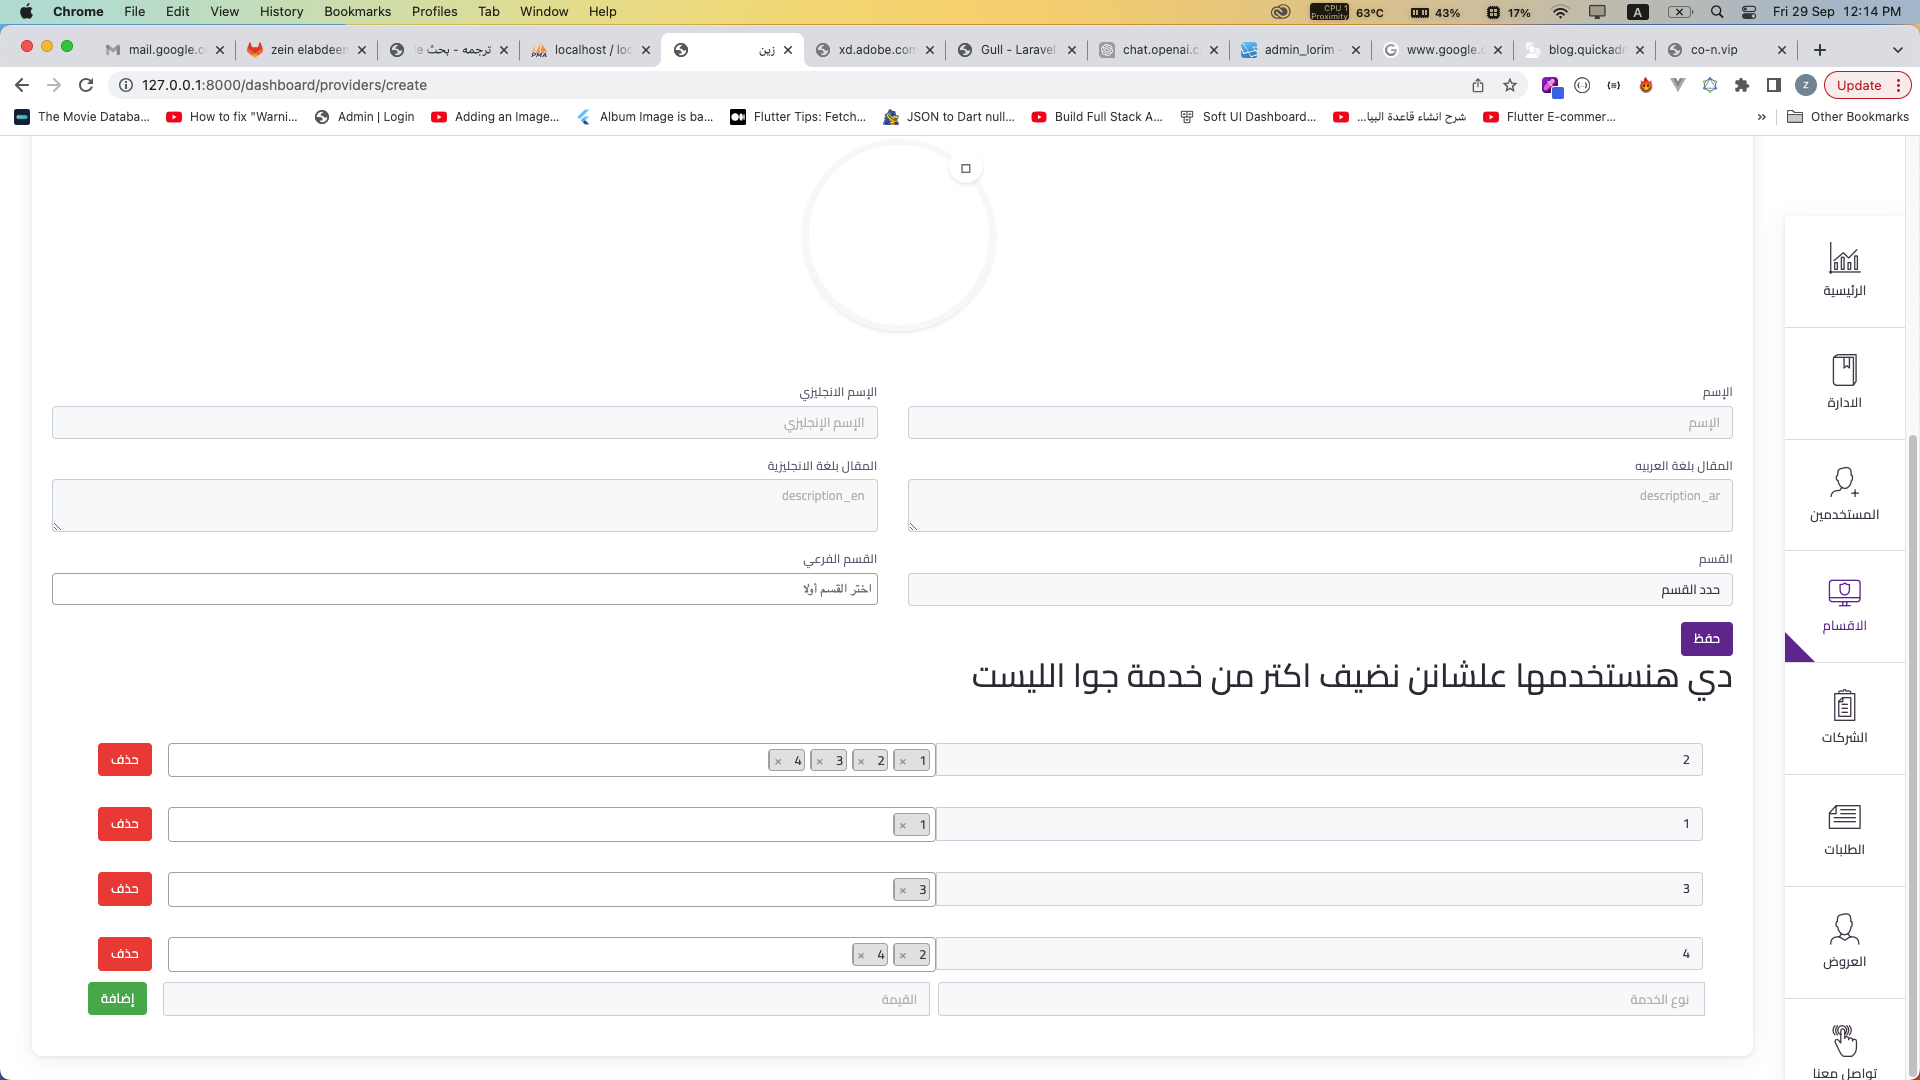 Chrome File Edit View History Bookmarks Profiles Tab Window Help CPU 1 Proximity 63°C 43% 17% A Fri 29 Sep 12:14 PM
mail.google.c zein elabdeen ترجمه - بحث localhost / loc زين xd.adobe.com Gull - Laravel chat.openai.c admin_lorim - www.google.c blog.quickadm co-n.vip
127.0.0.1:8000/dashboard/providers/create z Update
The Movie Databa... How to fix "Warni... Admin | Login Adding an Image... Album Image is ba... Flutter Tips: Fetch... JSON to Dart null... Build Full Stack A... Soft UI Dashboard... شرح انشاء قاعدة البيا... Flutter E-commer... » Other Bookmarks
الرئيسية
الادارة
المستخدمين
الاقسام
الشركات
الطلبات
العروض
تواصل معنا
الإسم
الإسم
الإسم الانجليزي
الإسم الإنجليزي
المقال بلغة العربيه
description_ar
المقال بلغة الانجليزية
description_en
القسم
حدد القسم
القسم الفرعي
اختر القسم أولا
حفظ
دي هنستخدمها علشانن نضيف اكتر من خدمة جوا الليست
2 1 × 2 × 3 × 4 × حذف
1 1 × حذف
3 3 × حذف
4 2 × 4 × حذف
نوع الخدمة القيمة إضافة